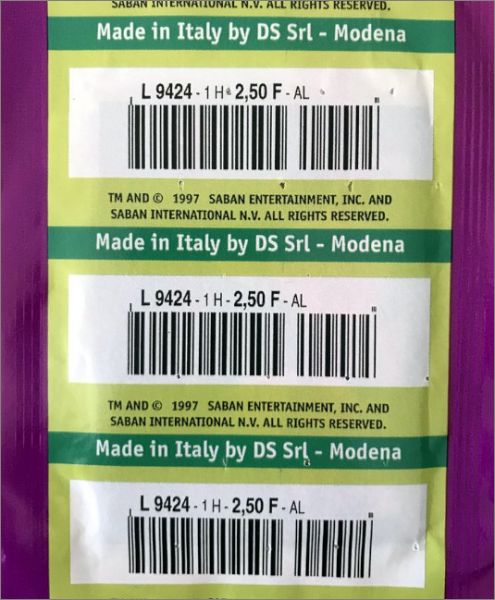 SABAN INTERNATIONAL N.V. ALL RIGHTS RESERVED.
Made in Italy by DS Srl - Modena
L 9424 - 1 H - 2,50 F - AL
TM AND © 1997 SABAN ENTERTAINMENT, INC. AND
SABAN INTERNATIONAL N.V. ALL RIGHTS RESERVED.
Made in Italy by DS Srl - Modena
L 9424 - 1 H - 2,50 F - AL
TM AND © 1997 SABAN ENTERTAINMENT, INC. AND
SABAN INTERNATIONAL N.V. ALL RIGHTS RESERVED.
Made in Italy by DS Srl - Modena
L 9424 - 1 H - 2,50 F - AL